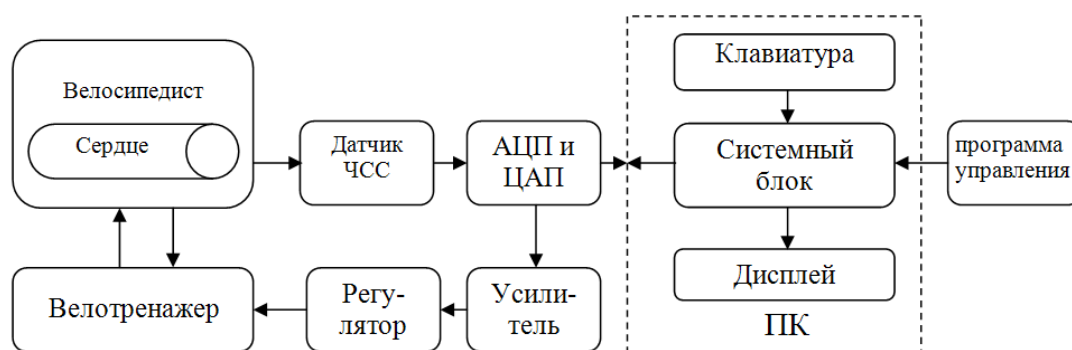 Велосипедист
Сердце
Датчик
ЧСС
АЦП и
ЦАП
Клавиатура
Системный
блок
программа
управления
Велотренажер
Регу-
лятор
Усили-
тель
Дисплей
ПК